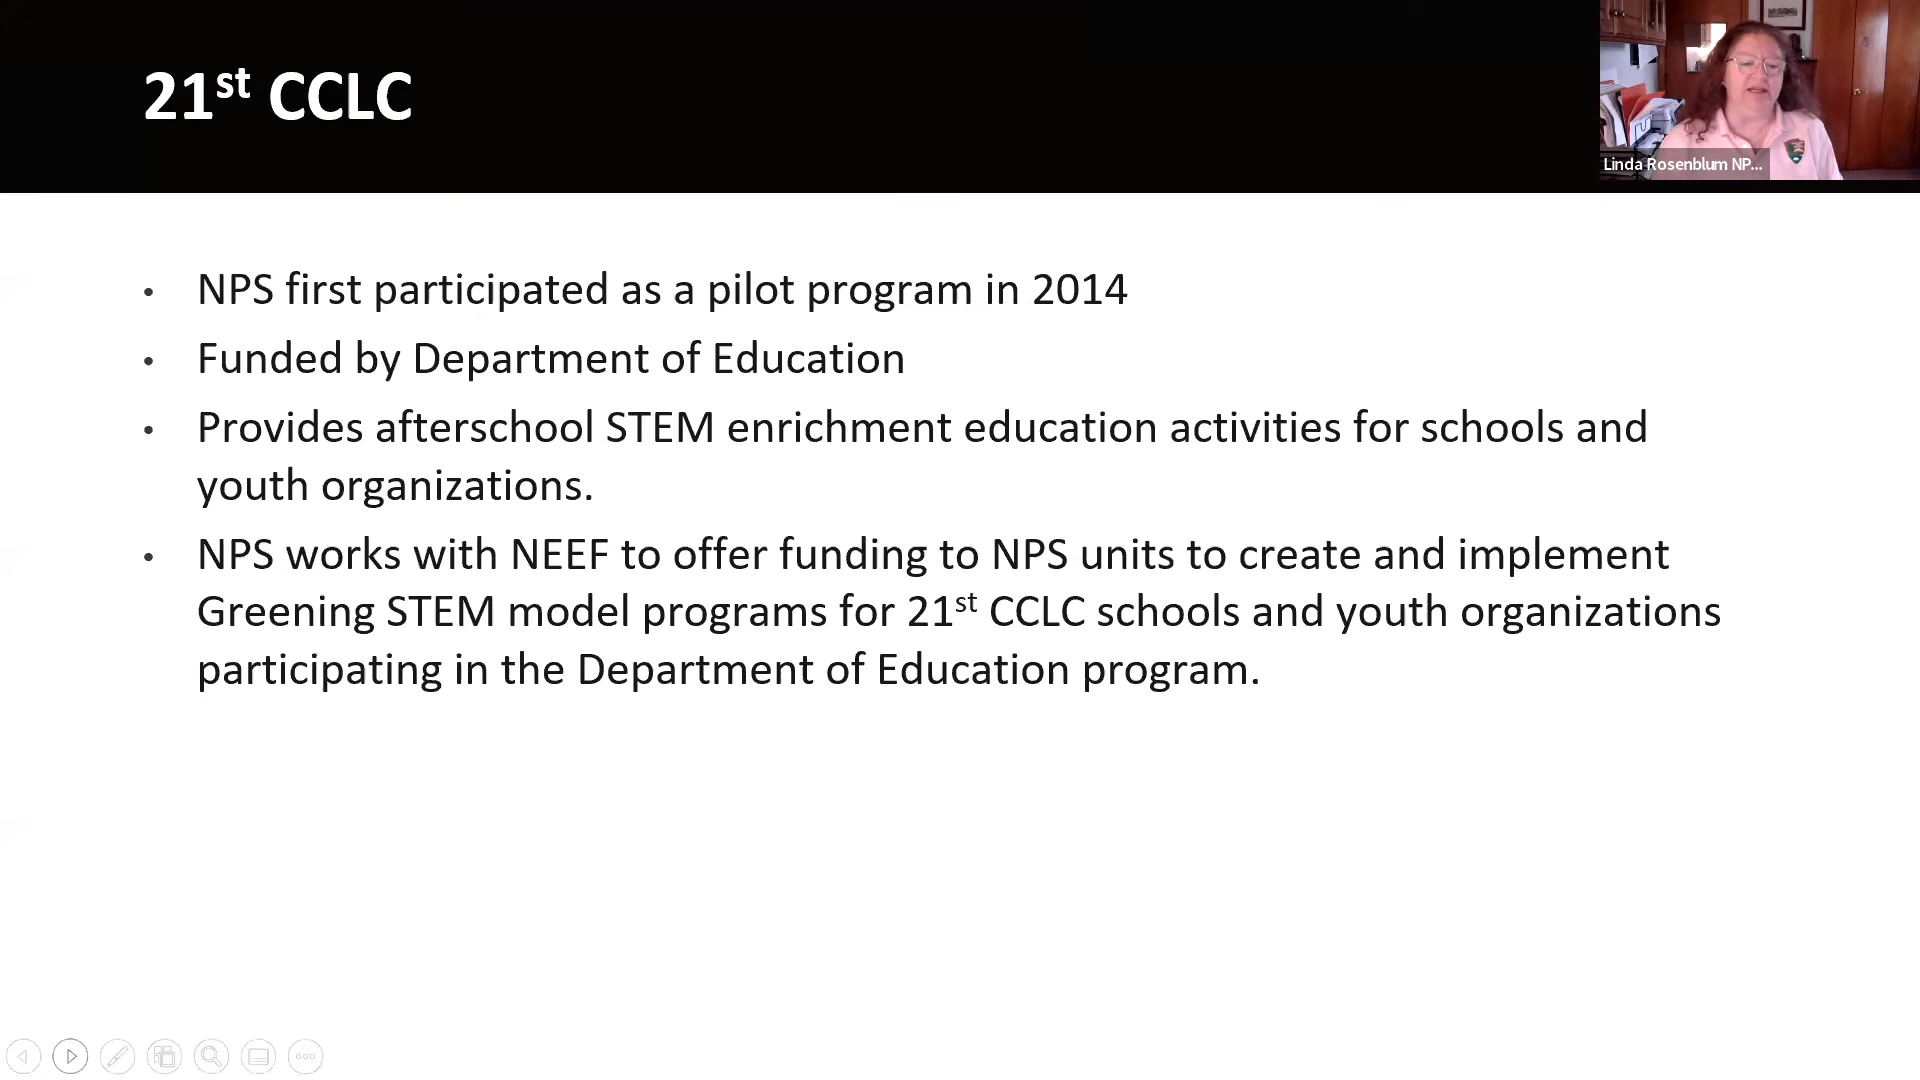 21st CCLC
Linda Rosenblum NP...
• NPS first participated as a pilot program in 2014
• Funded by Department of Education
• Provides afterschool STEM enrichment education activities for schools and
youth organizations.
• NPS works with NEEF to offer funding to NPS units to create and implement
Greening STEM model programs for 21st CCLC schools and youth organizations
participating in the Department of Education program.